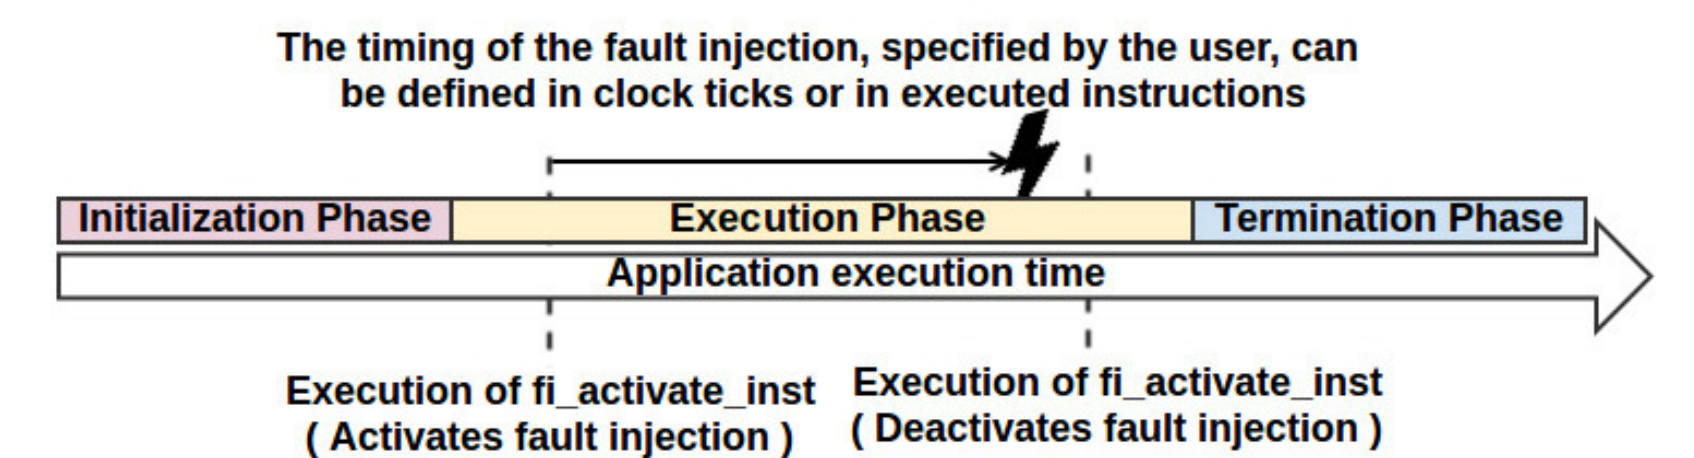 The timing of the fault injection, specified by the user, can
be defined in clock ticks or in executed instructions
Initialization Phase
Execution Phase
Termination Phase
Application execution time
Execution of fi_activate_inst
( Activates fault injection )
Execution of fi_activate_inst
( Deactivates fault injection )